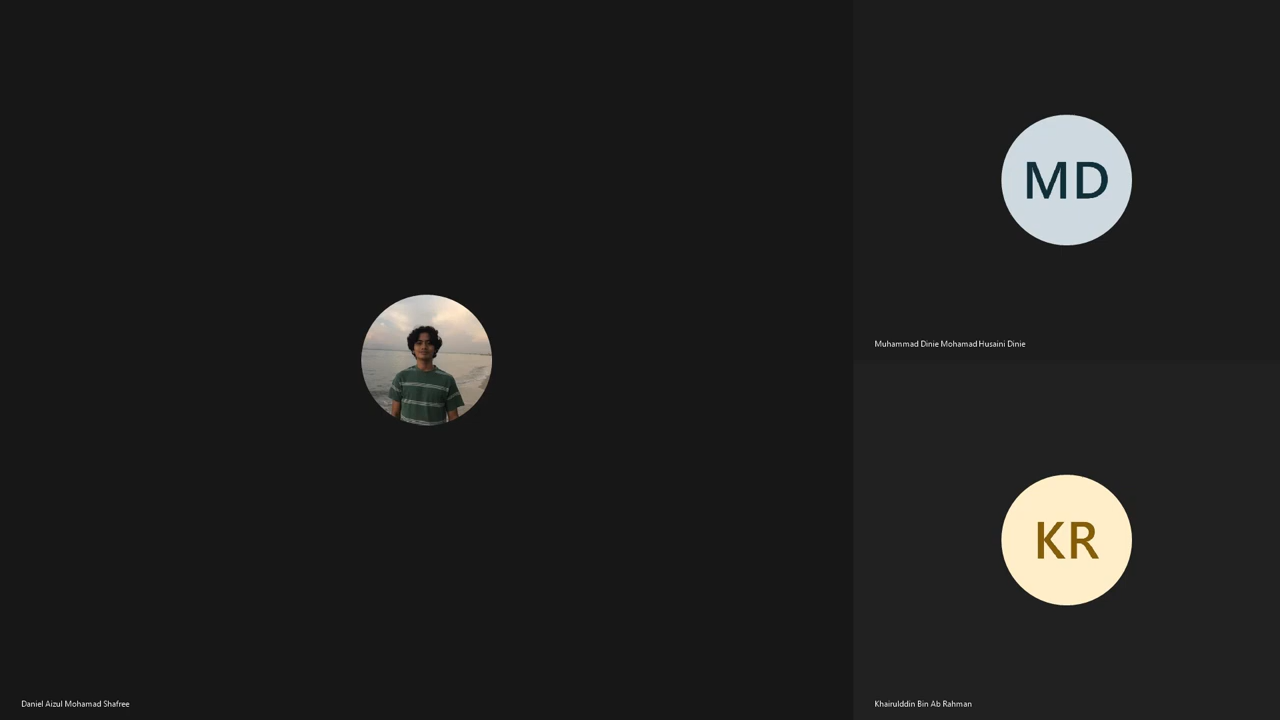 MD
Muhammad Dinie Mohamad Husaini Dinie
KR
Daniel Aizul Mohamad Shafree
Khairulddin Bin Ab Rahman